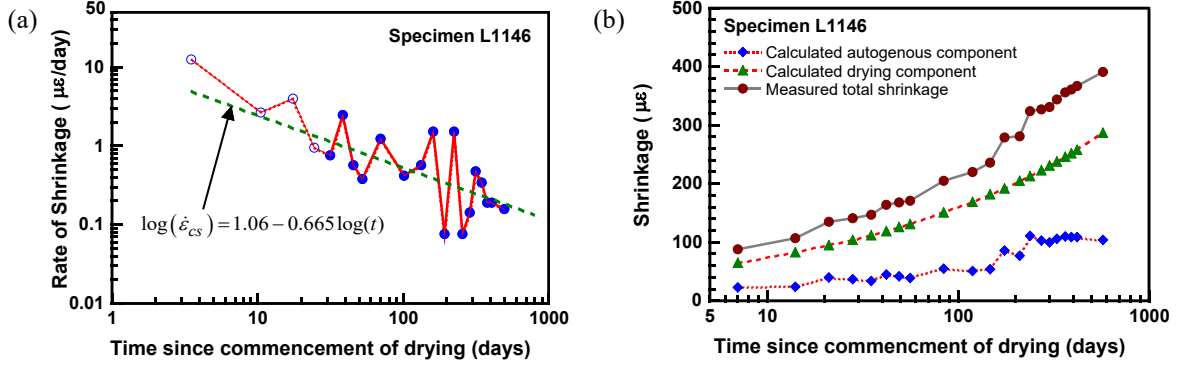 (a)
50
10
1
0.1
0.01
Rate of Shrinkage ( με/day)
Specimen L1146
log(ε̇cs) = 1.06 − 0.665log(t)
1
10
100
1000
Time since commencement of drying (days)
(b)
500
400
300
200
100
0
Shrinkage ( με)
Specimen L1146
Calculated autogenous component
Calculated drying component
Measured total shrinkage
5
10
100
1000
Time since commencment of drying (days)